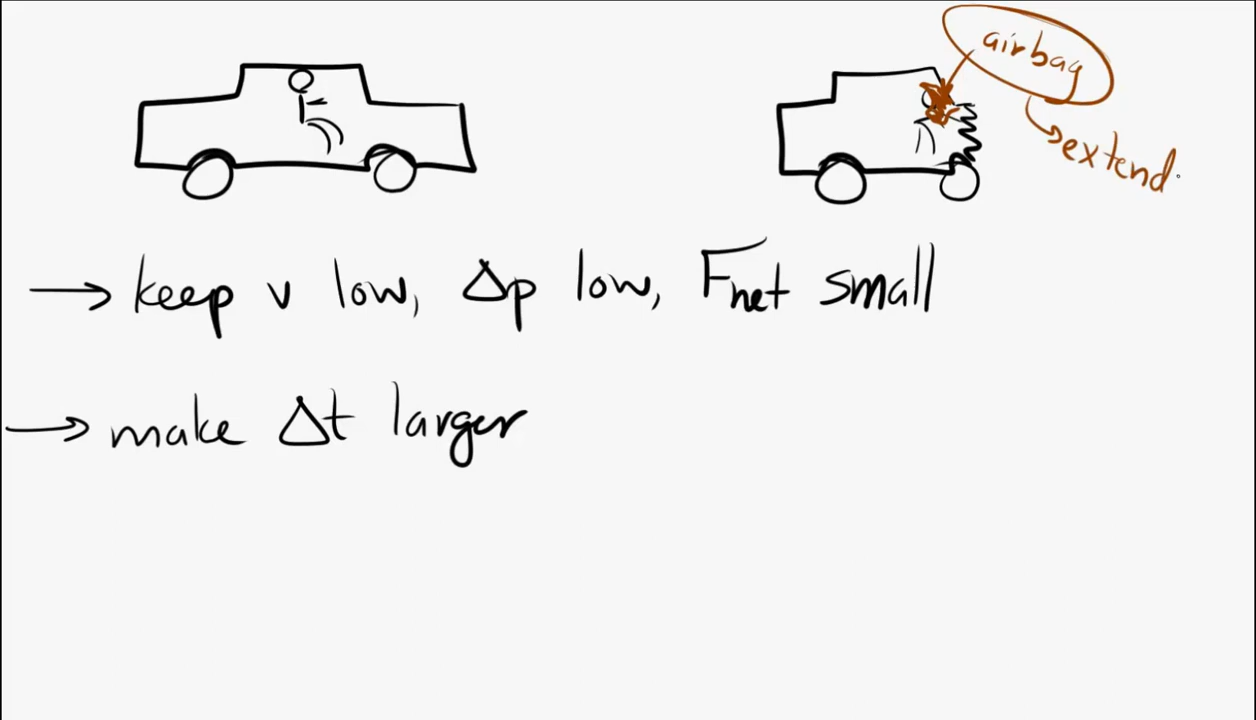 airbag
→ extend
→ keep v low, Δp low, Fnet small
→ make Δt larger